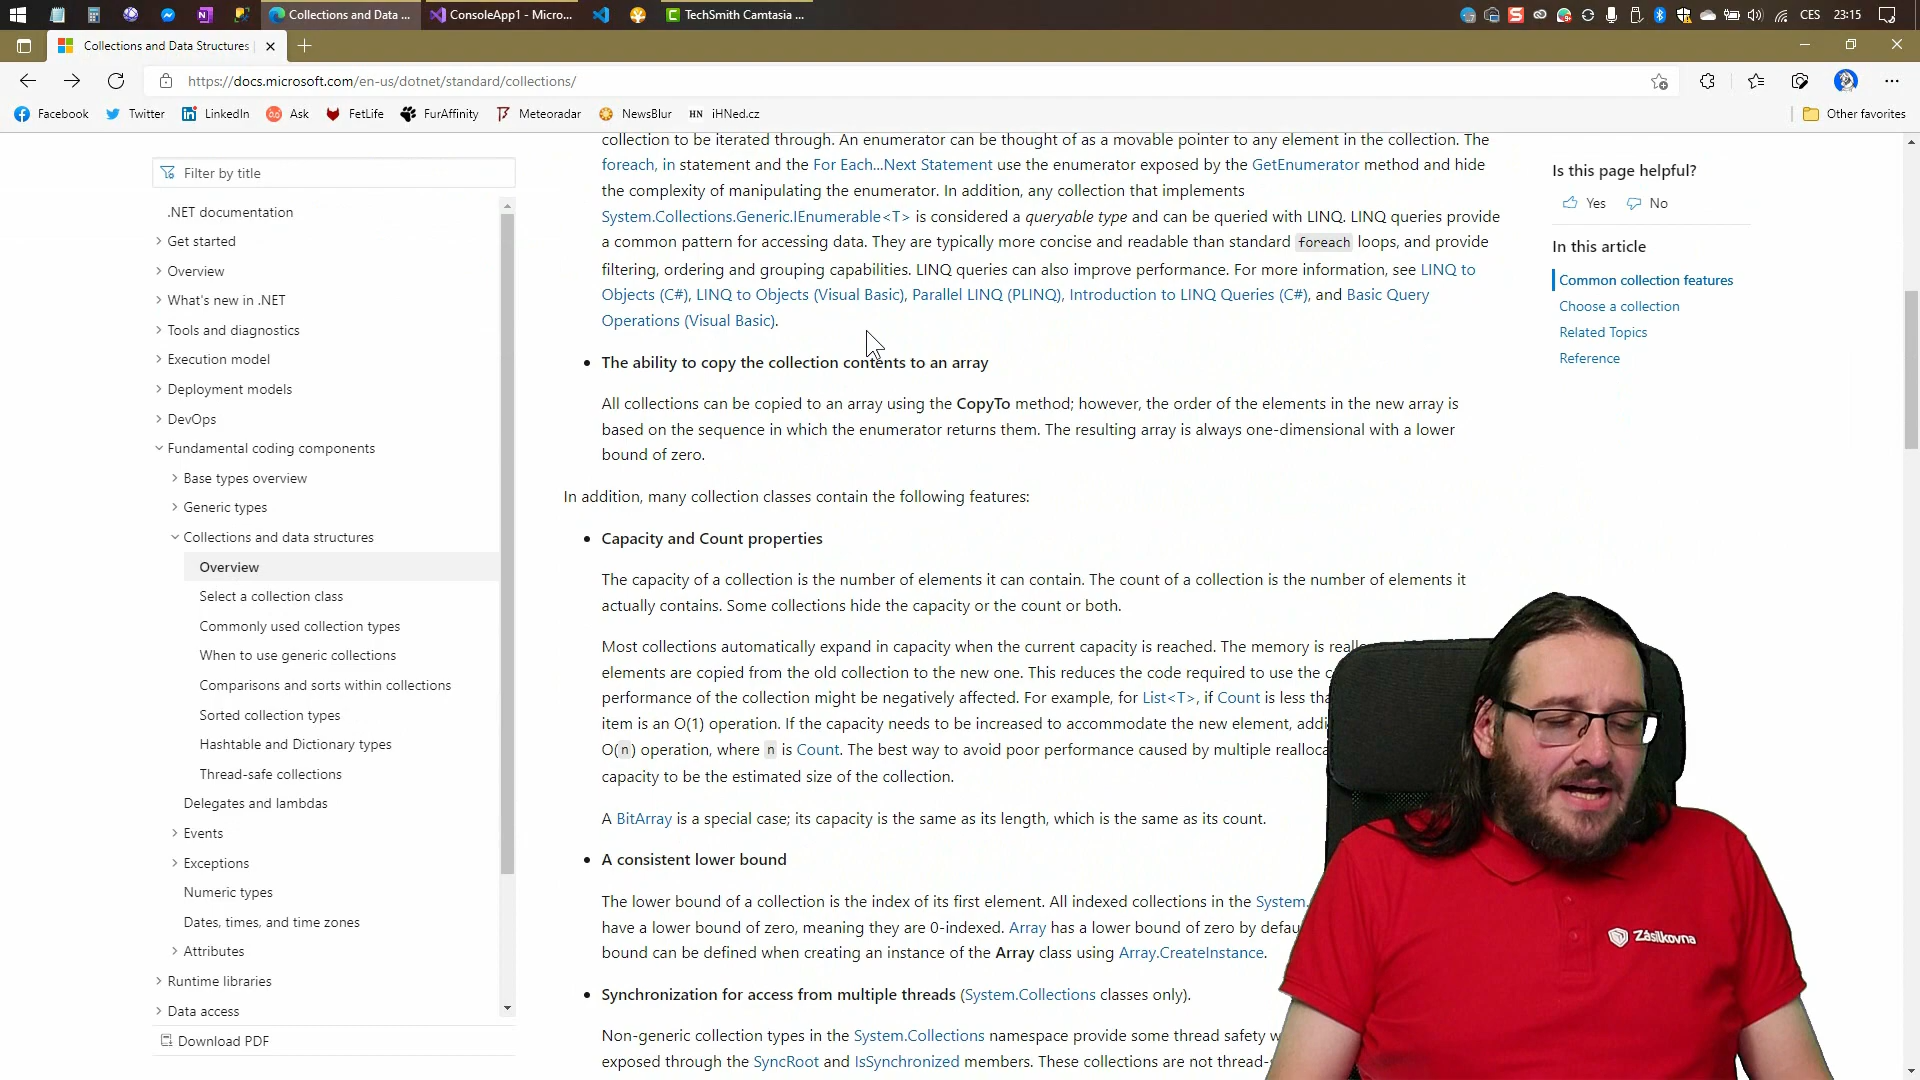 Collections and Data ...
ConsoleApp1 - Micro...
TechSmith Camtasia ...
CES
23:15
Collections and Data Structures
https://docs.microsoft.com/en-us/dotnet/standard/collections/
Facebook
Twitter
LinkedIn
Ask
FetLife
FurAffinity
Meteoradar
NewsBlur
HN iHNed.cz
Other favorites
Filter by title
.NET documentation
Get started
Overview
What's new in .NET
Tools and diagnostics
Execution model
Deployment models
DevOps
Fundamental coding components
Base types overview
Generic types
Collections and data structures
Overview
Select a collection class
Commonly used collection types
When to use generic collections
Comparisons and sorts within collections
Sorted collection types
Hashtable and Dictionary types
Thread-safe collections
Delegates and lambdas
Events
Exceptions
Numeric types
Dates, times, and time zones
Attributes
Runtime libraries
Data access
Download PDF
collection to be iterated through. An enumerator can be thought of as a movable pointer to any element in the collection. The
foreach, in statement and the For Each...Next Statement use the enumerator exposed by the GetEnumerator method and hide
the complexity of manipulating the enumerator. In addition, any collection that implements
System.Collections.Generic.IEnumerable<T> is considered a queryable type and can be queried with LINQ. LINQ queries provide
a common pattern for accessing data. They are typically more concise and readable than standard foreach loops, and provide
filtering, ordering and grouping capabilities. LINQ queries can also improve performance. For more information, see LINQ to
Objects (C#), LINQ to Objects (Visual Basic), Parallel LINQ (PLINQ), Introduction to LINQ Queries (C#), and Basic Query
Operations (Visual Basic).
• The ability to copy the collection contents to an array
All collections can be copied to an array using the CopyTo method; however, the order of the elements in the new array is
based on the sequence in which the enumerator returns them. The resulting array is always one-dimensional with a lower
bound of zero.
In addition, many collection classes contain the following features:
• Capacity and Count properties
The capacity of a collection is the number of elements it can contain. The count of a collection is the number of elements it
actually contains. Some collections hide the capacity or the count or both.
Most collections automatically expand in capacity when the current capacity is reached. The memory is
elements are copied from the old collection to the new one. This reduces the code required to use the
performance of the collection might be negatively affected. For example, for List<T>, if Count is less
item is an O(1) operation. If the capacity needs to be increased to accommodate the new element,
O(n) operation, where n is Count. The best way to avoid poor performance caused by multiple
capacity to be the estimated size of the collection.
A BitArray is a special case; its capacity is the same as its length, which is the same as its count.
• A consistent lower bound
The lower bound of a collection is the index of its first element. All indexed collections in the System.
have a lower bound of zero, meaning they are 0-indexed. Array has a lower bound of zero by
bound can be defined when creating an instance of the Array class using Array.CreateInstance.
• Synchronization for access from multiple threads (System.Collections classes only).
Non-generic collection types in the System.Collections namespace provide some thread safety
exposed through the SyncRoot and IsSynchronized members. These collections are not
Is this page helpful?
Yes No
In this article
Common collection features
Choose a collection
Related Topics
Reference
Zásilkovna